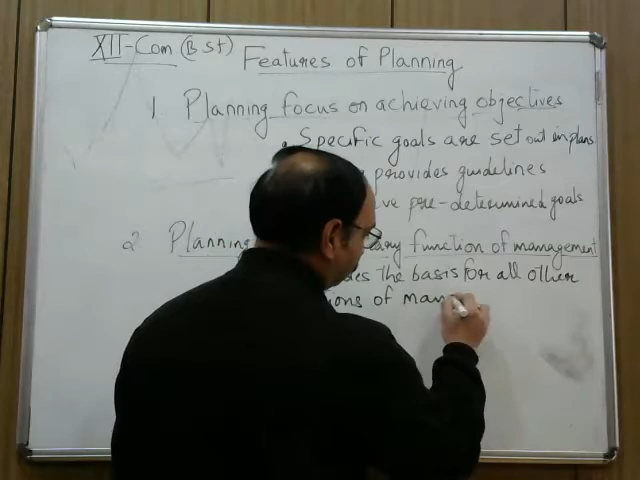 XII-Com (B St) Features of Planning
1. Planning focus on achieving objectives
• Specific goals are set out in plans
provides guidelines
pre-determined goals
2. Planning function of management
the basis for all other
of man